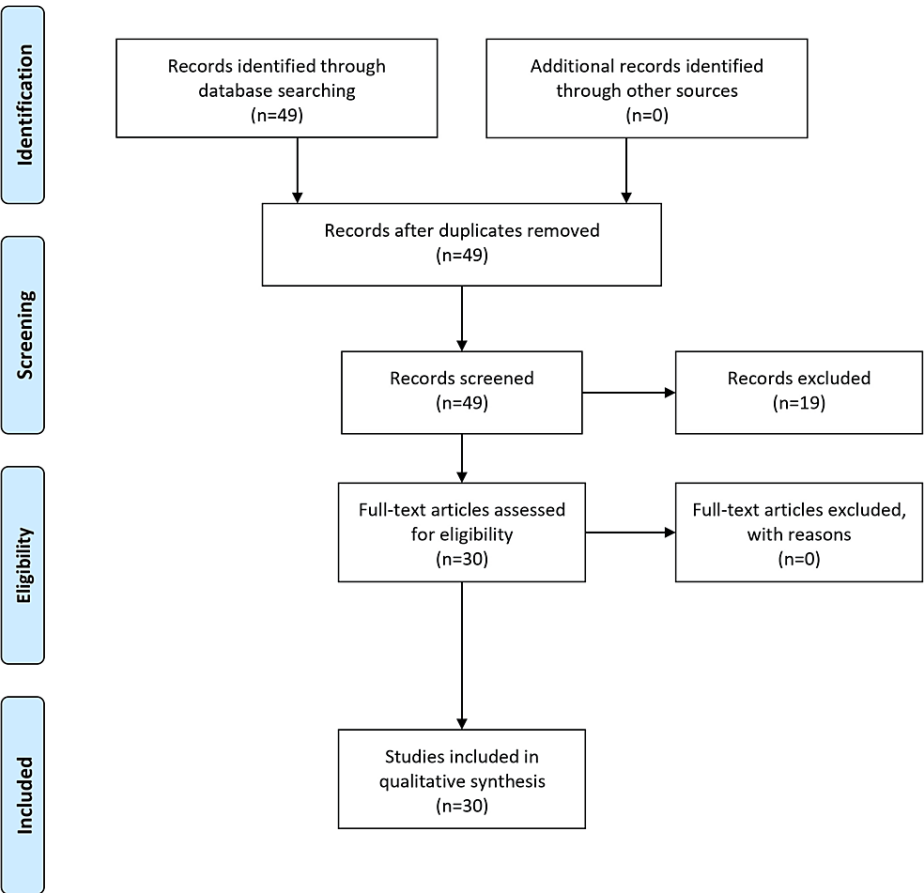 Identification
Records identified through
database searching
(n=49)
Additional records identified
through other sources
(n=0)
Records after duplicates removed
(n=49)
Screening
Records screened
(n=49)
Records excluded
(n=19)
Eligibility
Full-text articles assessed
for eligibility
(n=30)
Full-text articles excluded,
with reasons
(n=0)
Included
Studies included in
qualitative synthesis
(n=30)